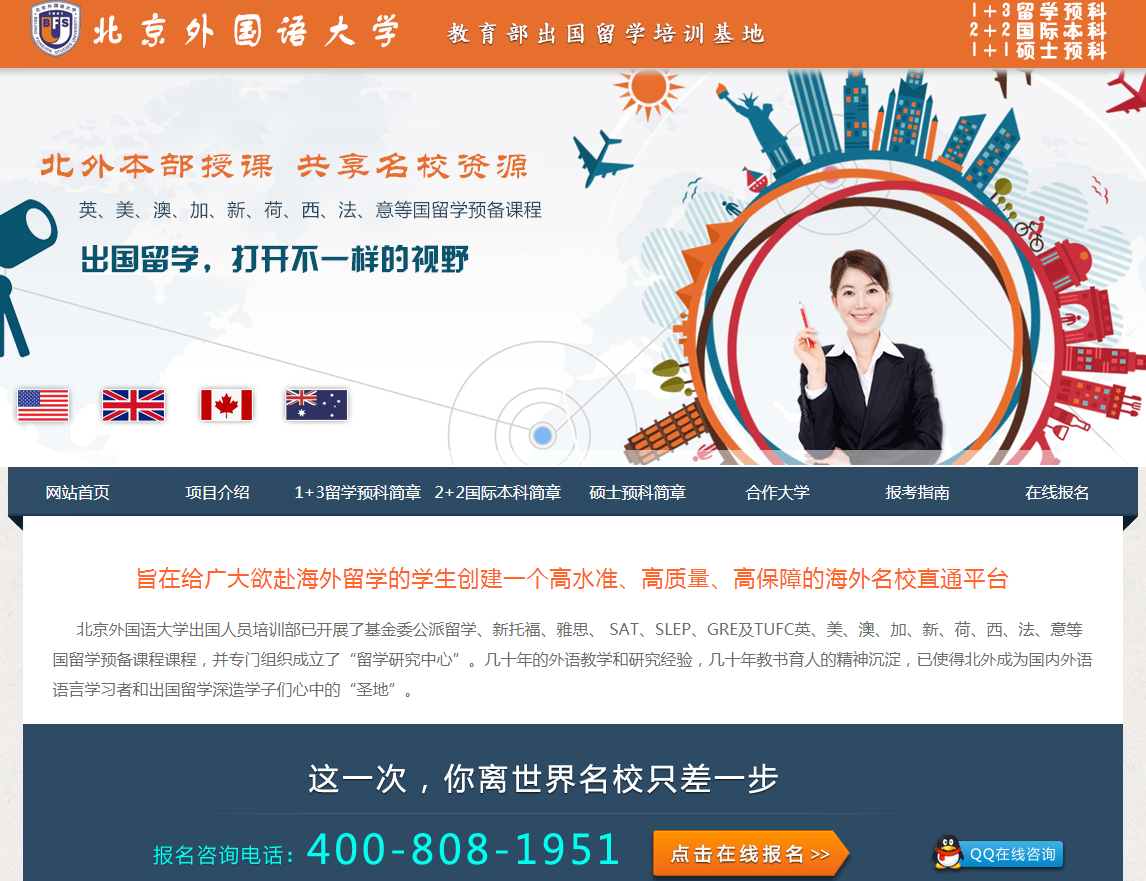 北京外国语大学
教育部出国留学培训基地
1+3留学预科
2+2国际本科
1+1硕士预科
1941
BFSU
北外本部授课 共享名校资源
英、美、澳、加、新、荷、西、法、意等国留学预备课程
出国留学，打开不一样的视野
网站首页 项目介绍 1+3留学预科简章 2+2国际本科简章 硕士预科简章 合作大学 报考指南 在线报名
旨在给广大欲赴海外留学的学生创建一个高水准、高质量、高保障的海外名校直通平台
北京外国语大学出国人员培训部已开展了基金委公派留学、新托福、雅思、 SAT、SLEP、GRE及TUFC英、美、澳、加、新、荷、西、法、意等
国留学预备课程课程，并专门组织成立了“留学研究中心”。几十年的外语教学和研究经验，几十年教书育人的精神沉淀，已使得北外成为国内外语
语言学习者和出国留学深造学子们心中的“圣地”。
这一次，你离世界名校只差一步
报名咨询电话：400-808-1951
点击在线报名>>
QQ在线咨询